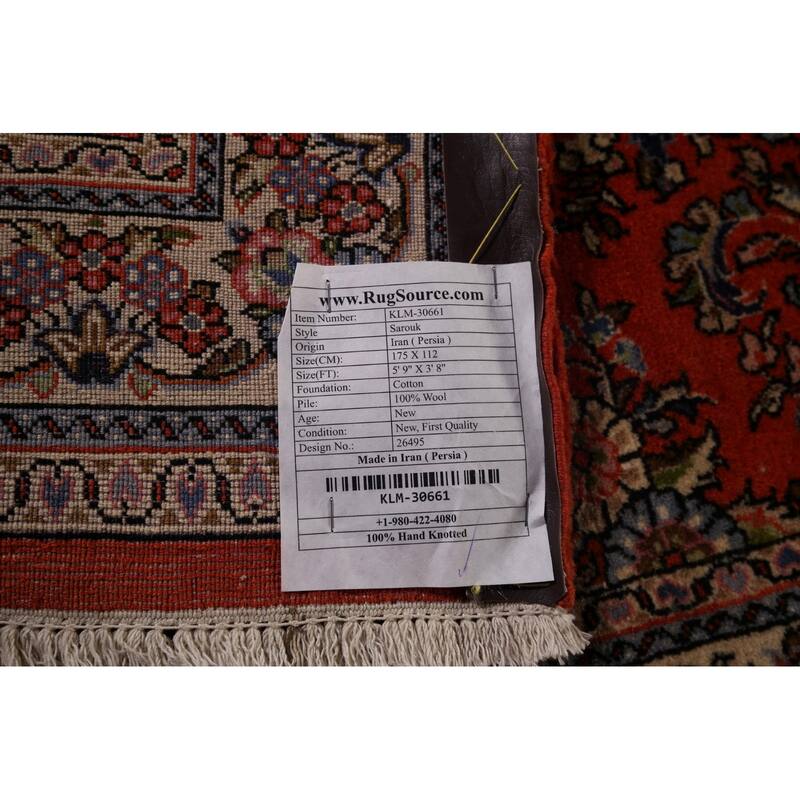 www.RugSource.com
Item Number: KLM-30661
Style Sarouk
Origin Iran ( Persia )
Size(CM): 175 X 112
Size(FT): 5' 9" X 3' 8"
Foundation: Cotton
Pile: 100% Wool
Age: New
Condition: New, First Quality
Design No.: 26495
Made in Iran ( Persia )
KLM-30661
+1-980-422-4080
100% Hand Knotted